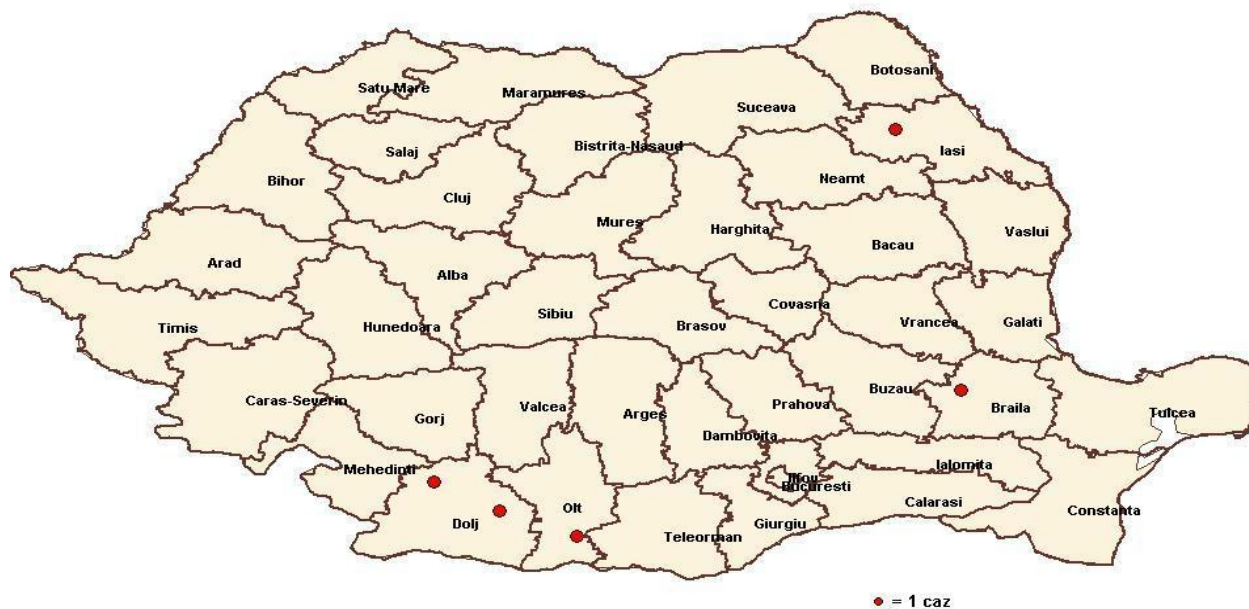 Botosani
Satu Mare
Maramures
Suceava
Iasi
Salaj
Bistrita-Nasaud
Neamt
Bihor
Cluj
Mures
Harghita
Bacau
Vaslui
Arad
Alba
Covasna
Timis
Hunedoara
Sibiu
Brasov
Vrancea
Galati
Caras-Severin
Gorj
Valcea
Arges
Prahova
Buzau
Braila
Tulcea
Dambovita
Mehedinti
Ialomita
Ilfov
Bucuresti
Olt
Calarasi
Constanta
Dolj
Teleorman
Giurgiu
= 1 caz